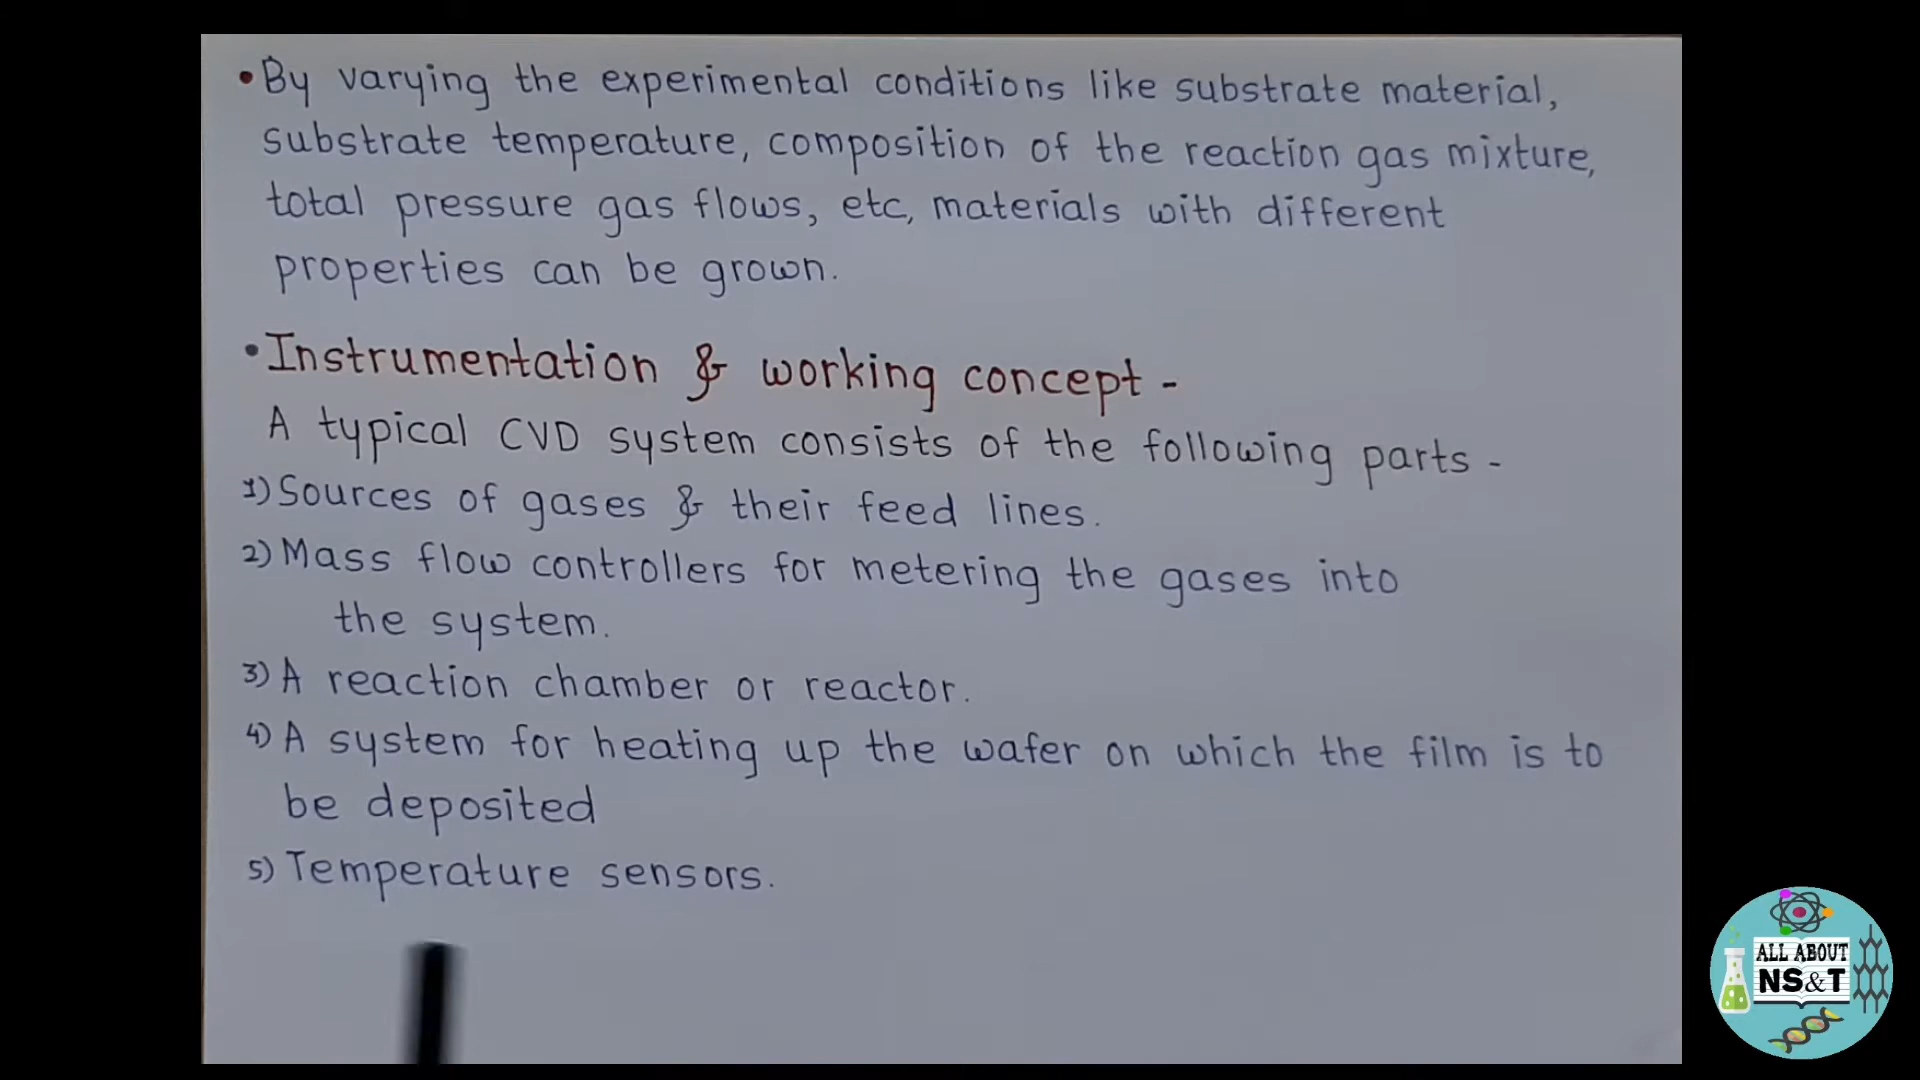 • By varying the experimental conditions like substrate material,
substrate temperature, composition of the reaction gas mixture,
total pressure gas flows, etc, materials with different
properties can be grown.
• Instrumentation & working concept -
A typical CVD system consists of the following parts -
1) Sources of gases & their feed lines.
2) Mass flow controllers for metering the gases into
the system.
3) A reaction chamber or reactor.
4) A system for heating up the wafer on which the film is to
be deposited
5) Temperature sensors.
ALL ABOUT
NS&T